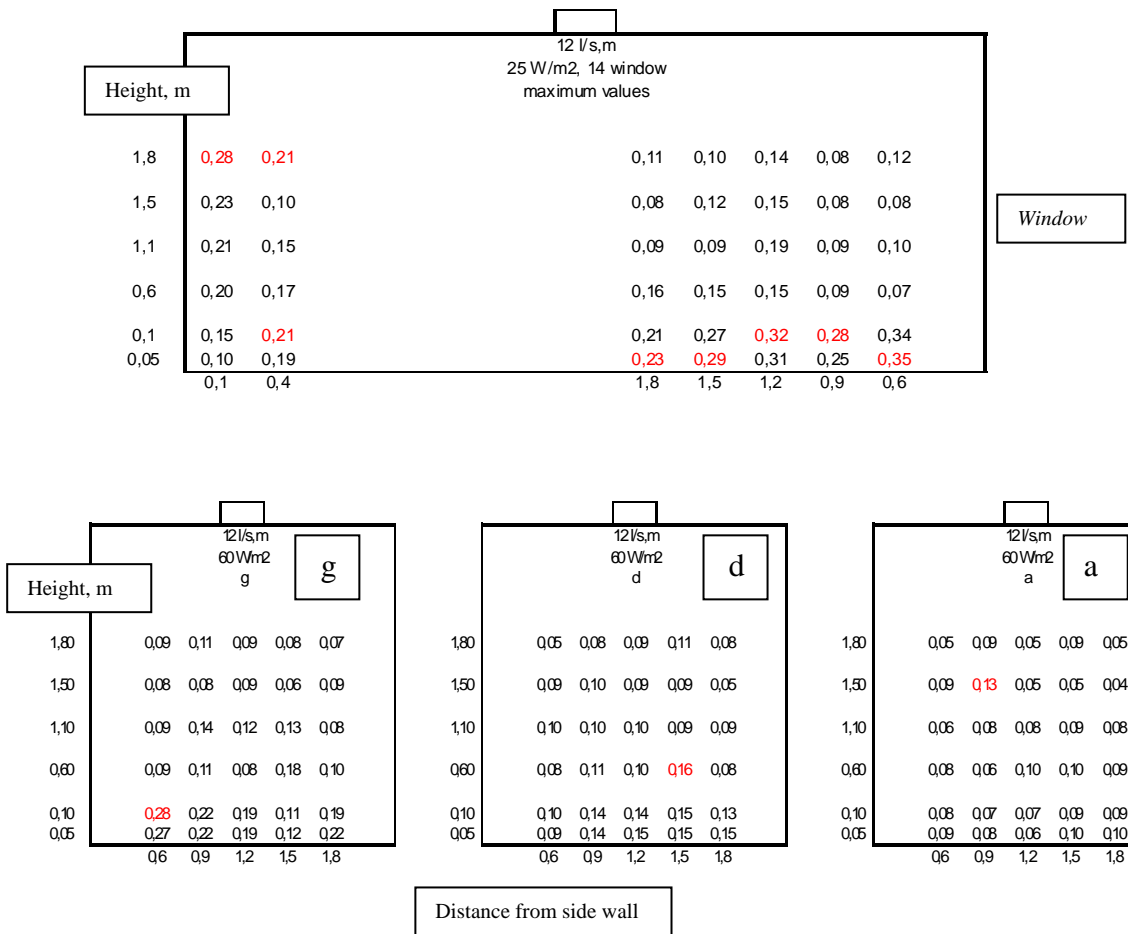 12 l/s,m
25 W/m2, 14 window
maximum values
Height, m
1,8 0,28 0,21 0,11 0,10 0,14 0,08 0,12
1,5 0,23 0,10 0,08 0,12 0,15 0,08 0,08
Window
1,1 0,21 0,15 0,09 0,09 0,19 0,09 0,10
0,6 0,20 0,17 0,16 0,15 0,15 0,09 0,07
0,1 0,15 0,21 0,21 0,27 0,32 0,28 0,34
0,05 0,10 0,19 0,23 0,29 0,31 0,25 0,35
0,1 0,4 1,8 1,5 1,2 0,9 0,6
12 l/s,m
60 W/m2
g
g
Height, m
1,80 0,09 0,11 0,09 0,08 0,07
1,50 0,08 0,08 0,09 0,06 0,09
1,10 0,09 0,14 0,12 0,13 0,08
0,60 0,09 0,11 0,08 0,18 0,10
0,10 0,28 0,22 0,19 0,11 0,19
0,05 0,27 0,22 0,19 0,12 0,22
0,6 0,9 1,2 1,5 1,8
12 l/s,m
60 W/m2
d
d
1,80 0,05 0,08 0,09 0,11 0,08
1,50 0,09 0,10 0,09 0,09 0,05
1,10 0,10 0,10 0,10 0,09 0,09
0,60 0,08 0,11 0,10 0,16 0,08
0,10 0,10 0,14 0,14 0,15 0,13
0,05 0,09 0,14 0,15 0,15 0,15
0,6 0,9 1,2 1,5 1,8
12 l/s,m
60 W/m2
a
a
1,80 0,05 0,09 0,05 0,09 0,05
1,50 0,09 0,13 0,05 0,05 0,04
1,10 0,06 0,08 0,08 0,09 0,08
0,60 0,08 0,06 0,10 0,10 0,09
0,10 0,08 0,07 0,07 0,09 0,09
0,05 0,09 0,08 0,06 0,10 0,10
0,6 0,9 1,2 1,5 1,8
Distance from side wall